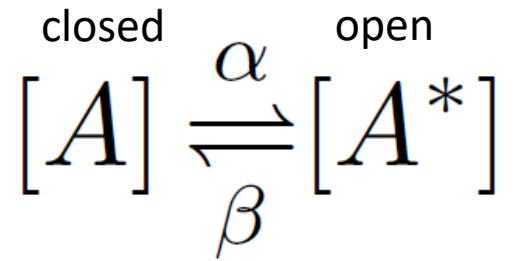 closed open
α
[A] ⇌ [A*]
β